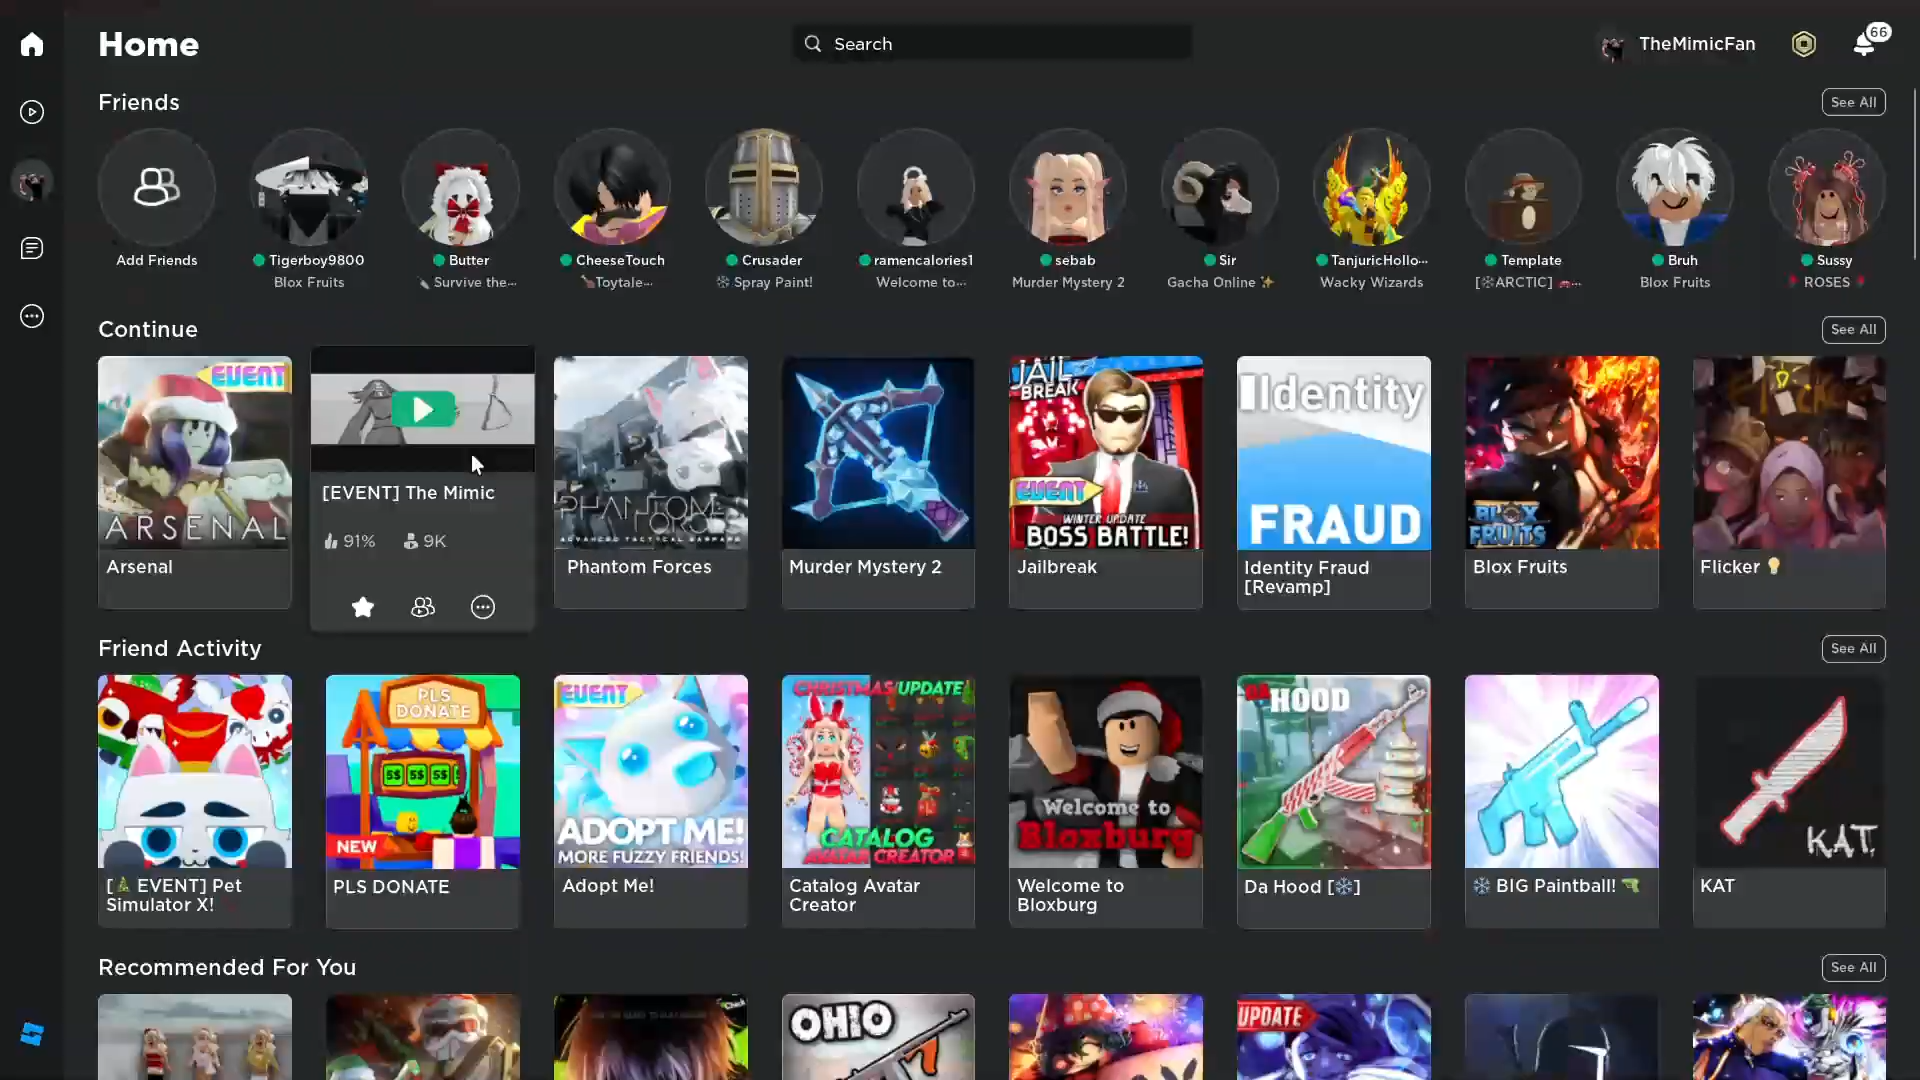 Home
Search
TheMimicFan
66
Friends
See All
Add Friends
Tigerboy9800
Butter
CheeseTouch
Crusader
ramencalories1
sebab
Sir
TanjuricHollo...
Template
Bruh
Sussy
Blox Fruits
Survive the...
Toytale...
Spray Paint!
Welcome to...
Murder Mystery 2
Gacha Online ✨
Wacky Wizards
[❄ARCTIC] 🚗...
Blox Fruits
ROSES
Continue
See All
EVENT
ARSENAL
PHANTOM
FORCES
JAIL
BREAK
EVENT
WINTER UPDATE
BOSS BATTLE!
Identity
FRAUD
BLOX
FRUITS
Arsenal
[EVENT] The Mimic
91%
9K
Phantom Forces
Murder Mystery 2
Jailbreak
Identity Fraud
[Revamp]
Blox Fruits
Flicker 💡
Friend Activity
See All
PLS
DONATE
5$ 5$ 5$
NEW
EVENT
ADOPT ME!
MORE FUZZY FRIENDS!
CHRISTMAS UPDATE
CATALOG
AVATAR CREATOR
Welcome to
Bloxburg
DA HOOD
KAT
[🎄 EVENT] Pet
Simulator X!
PLS DONATE
Adopt Me!
Catalog Avatar
Creator
Welcome to
Bloxburg
Da Hood [❄]
❄ BIG Paintball! 🔫
KAT
Recommended For You
See All
OHIO
UPDATE